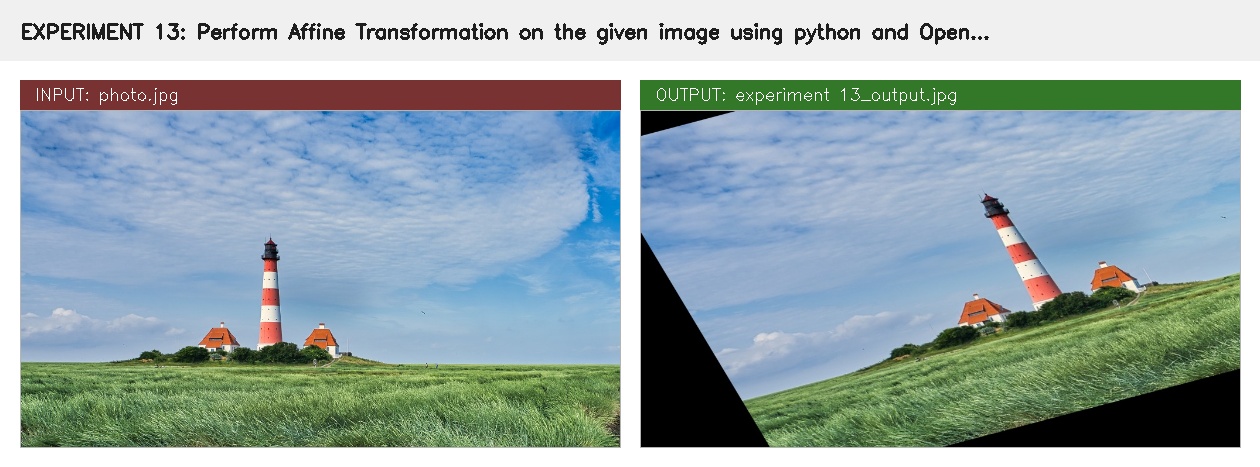 EXPERIMENT 13: Perform Affine Transformation on the given image using python and Open...
INPUT: photo.jpg
OUTPUT: experiment 13_output.jpg